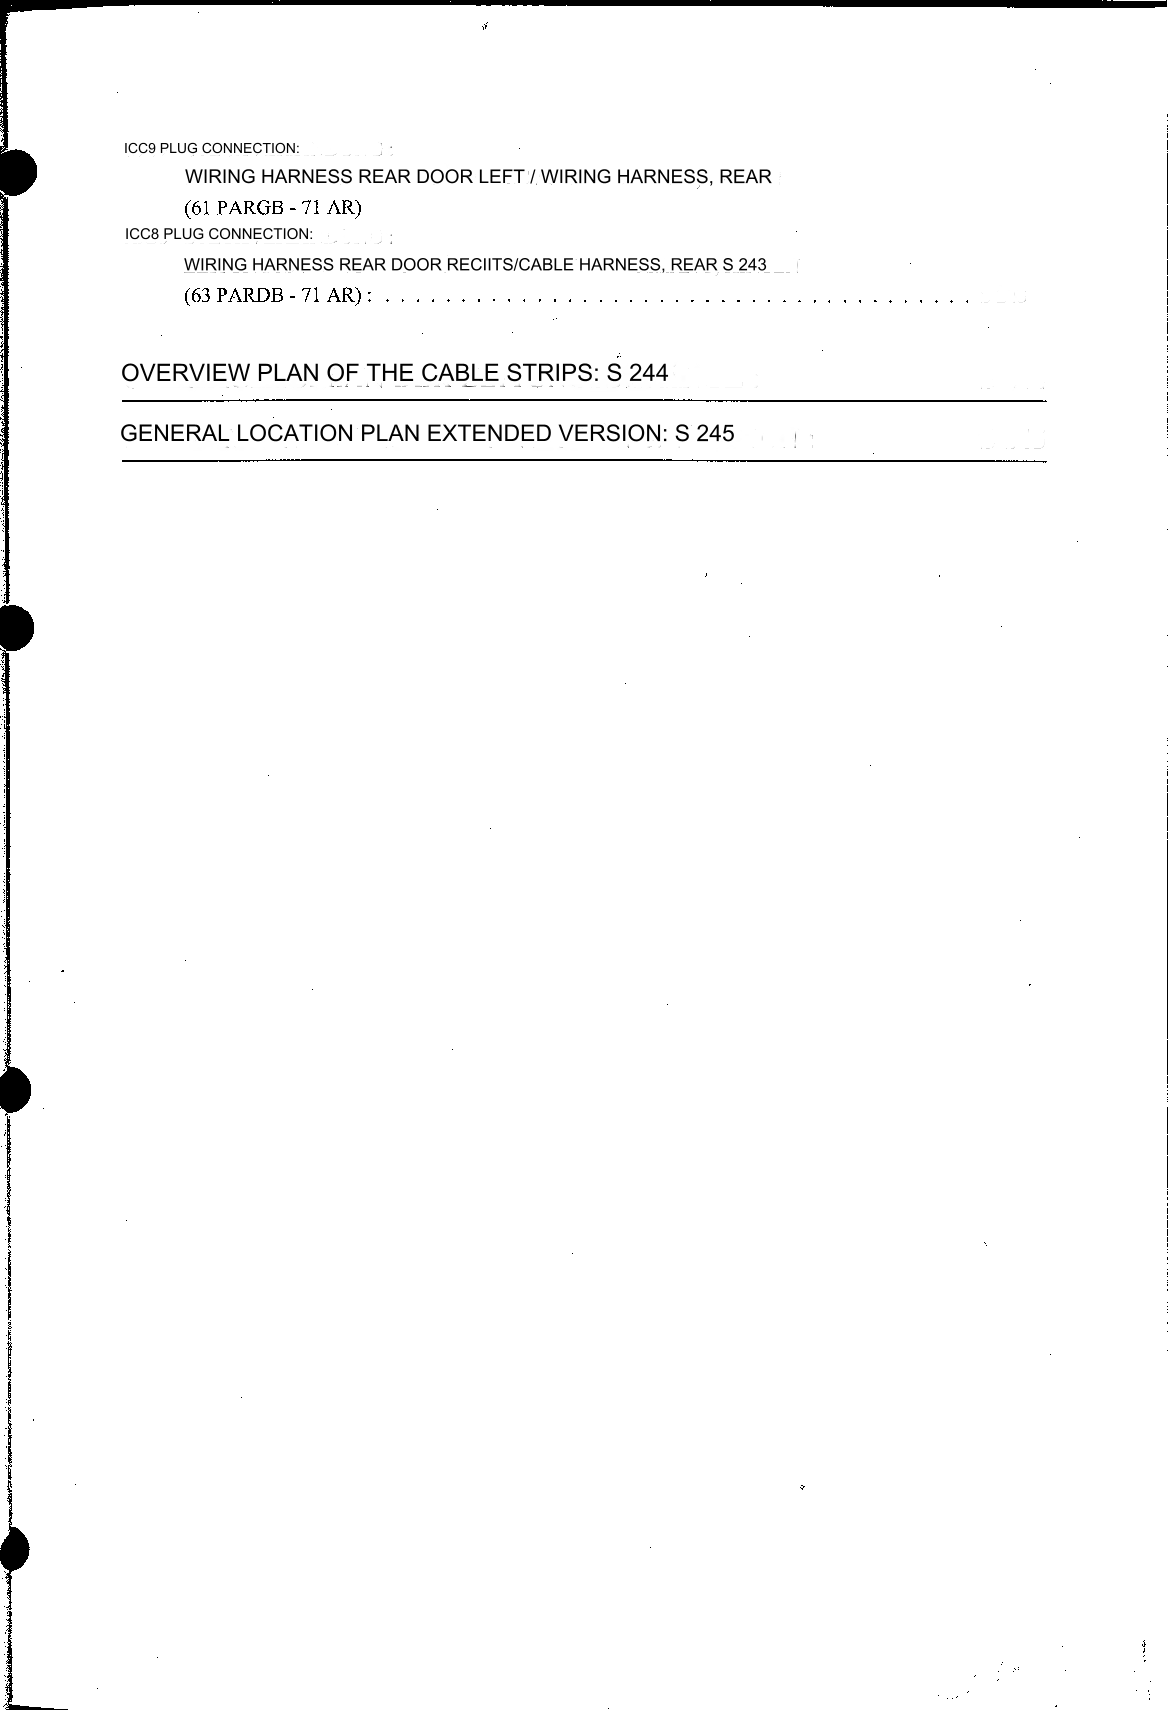 ICC9 PLUG CONNECTION:
WIRING HARNESS REAR DOOR LEFT / WIRING HARNESS, REAR
(61 PARGB - 71 AR)
ICC8 PLUG CONNECTION:
WIRING HARNESS REAR DOOR RECIITS/CABLE HARNESS, REAR S 243
(63 PARDB - 71 AR) : . . . . . . . . . . . . . . . . . . . . . . . . . . . . . . . . . . . . . . .
OVERVIEW PLAN OF THE CABLE STRIPS: S 244
GENERAL LOCATION PLAN EXTENDED VERSION: S 245